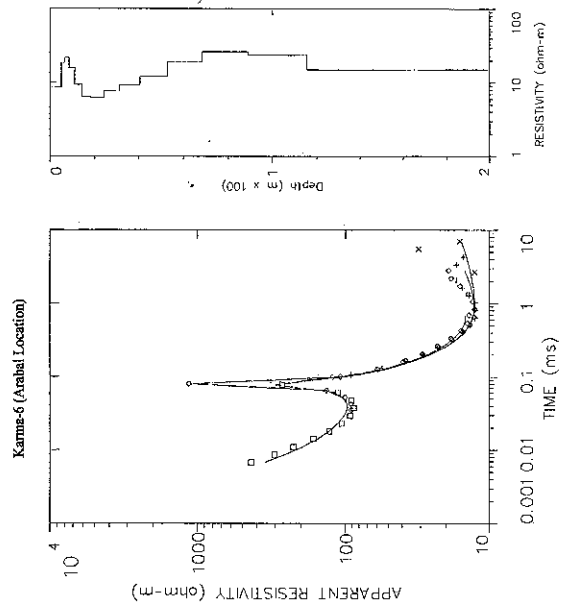 Karma-6 (Arabal Location)
APPARENT RESISTIVITY (ohm-m)
10 4
1000
100
10
0.001 0.01 0.1 1 10
TIME (ms)
Depth (m x 100)
0 1 2
100
10
1
RESISTIVITY (ohm-m)